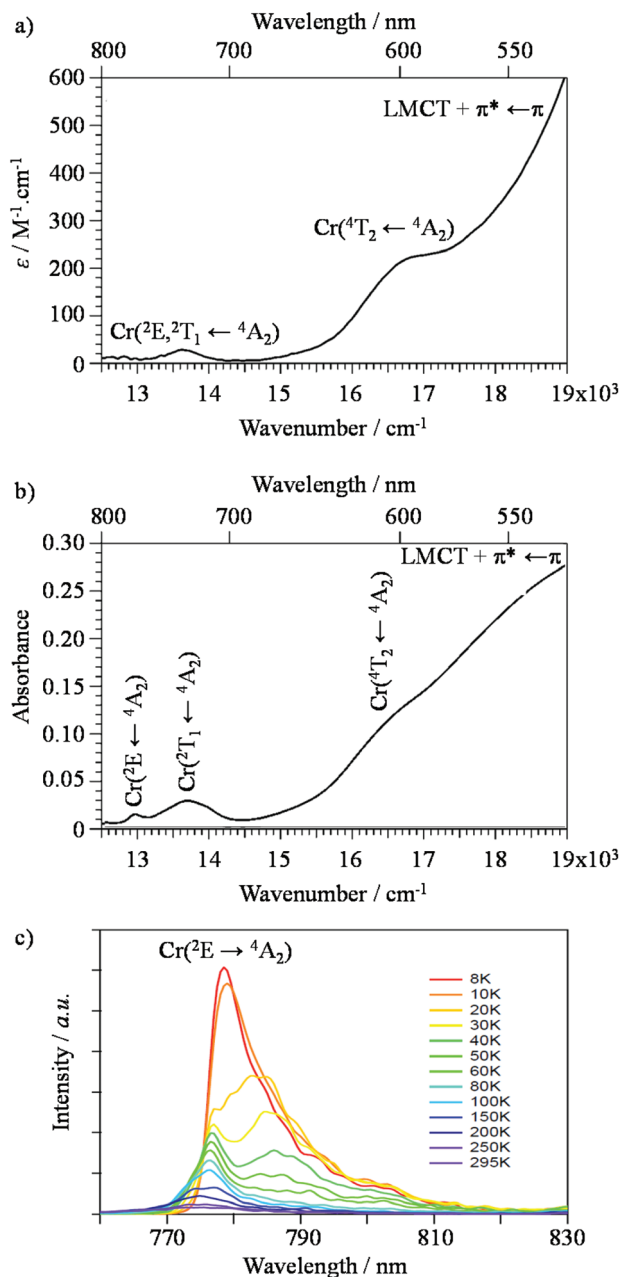 a)
Wavelength / nm
800 700 600 550
600
500
400
300
200
100
0
ε / M⁻¹.cm⁻¹
LMCT + π* ← π
Cr(⁴T₂ ← ⁴A₂)
Cr(²E,²T₁ ← ⁴A₂)
13 14 15 16 17 18 19x10³
Wavenumber / cm⁻¹
b)
Wavelength / nm
800 700 600 550
0.30
0.25
0.20
0.15
0.10
0.05
0
Absorbance
LMCT + π* ← π
Cr(²E ← ⁴A₂)
Cr(²T₁ ← ⁴A₂)
Cr(⁴T₂ ← ⁴A₂)
13 14 15 16 17 18 19x10³
Wavenumber / cm⁻¹
c)
Cr(²E → ⁴A₂)
Intensity / a.u.
8K
10K
20K
30K
40K
50K
60K
80K
100K
150K
200K
250K
295K
770 790 810 830
Wavelength / nm